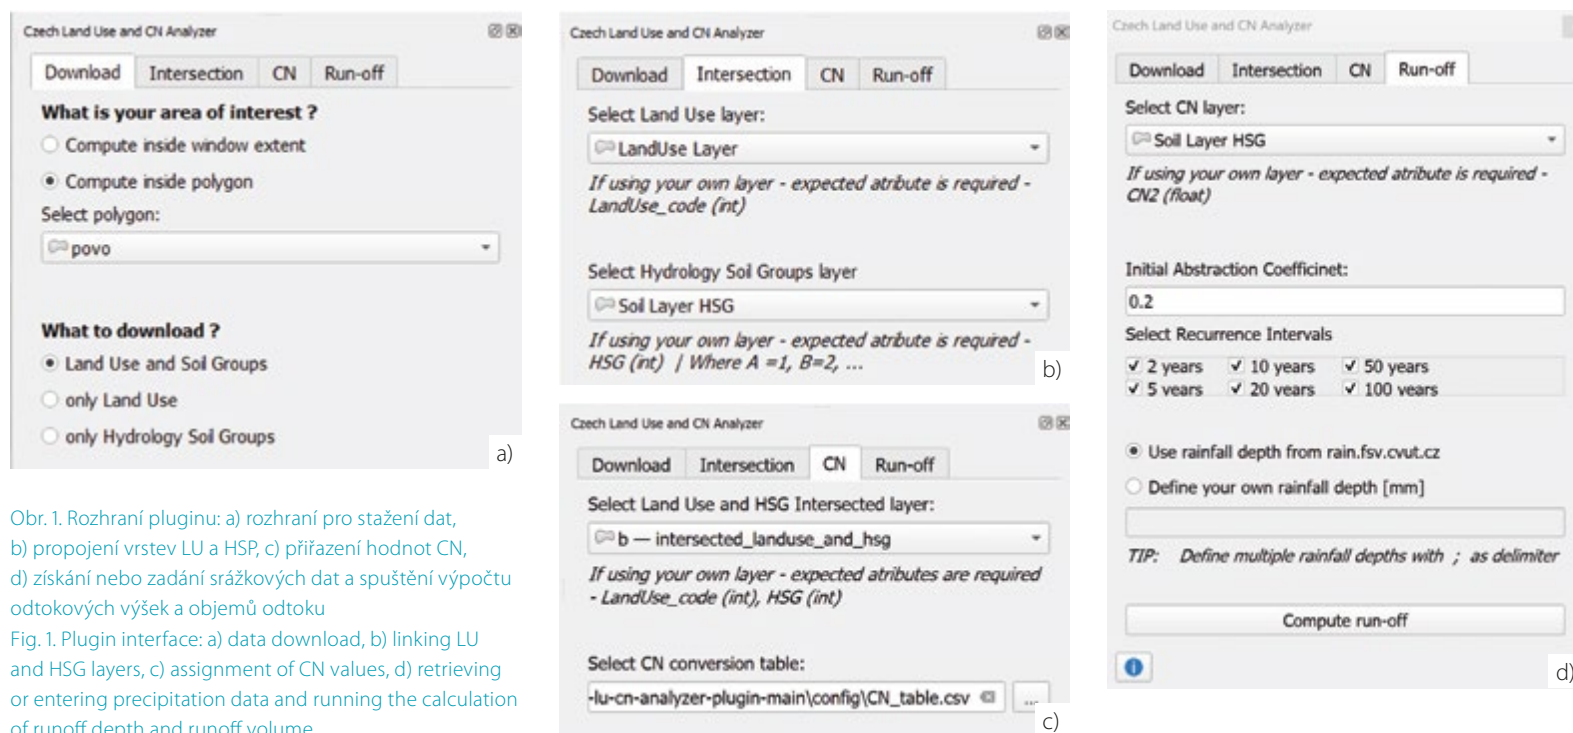 Czech Land Use and CN Analyzer
Download Intersection CN Run-off
What is your area of interest ?
Compute inside window extent
Compute inside polygon
Select polygon:
povo
What to download ?
Land Use and Soil Groups
only Land Use
only Hydrology Soil Groups
a)
Obr. 1. Rozhraní pluginu: a) rozhraní pro stažení dat,
b) propojení vrstev LU a HSP, c) přiřazení hodnot CN,
d) získání nebo zadání srážkových dat a spuštění výpočtu
odtokových výšek a objemů odtoku
Fig. 1. Plugin interface: a) data download, b) linking LU
and HSG layers, c) assignment of CN values, d) retrieving
or entering precipitation data and running the calculation
of runoff depth and runoff volume
Czech Land Use and CN Analyzer
Download Intersection CN Run-off
Select Land Use layer:
LandUse Layer
If using your own layer - expected atribute is required -
LandUse_code (int)
Select Hydrology Soil Groups layer
Soil Layer HSG
If using your own layer - expected atribute is required -
HSG (int) | Where A =1, B=2, ...
b)
Czech Land Use and CN Analyzer
Download Intersection CN Run-off
Select Land Use and HSG Intersected layer:
b — intersected_landuse_and_hsg
If using your own layer - expected atributes are required
- LandUse_code (int), HSG (int)
Select CN conversion table:
-lu-cn-analyzer-plugin-main\config\CN_table.csv ...
c)
Czech Land Use and CN Analyzer
Download Intersection CN Run-off
Select CN layer:
Soil Layer HSG
If using your own layer - expected atribute is required -
CN2 (float)
Initial Abstraction Coefficinet:
0.2
Select Recurrence Intervals
2 years 10 years 50 years
5 years 20 years 100 years
Use rainfall depth from rain.fsv.cvut.cz
Define your own rainfall depth [mm]
TIP: Define multiple rainfall depths with ; as delimiter
Compute run-off
d)